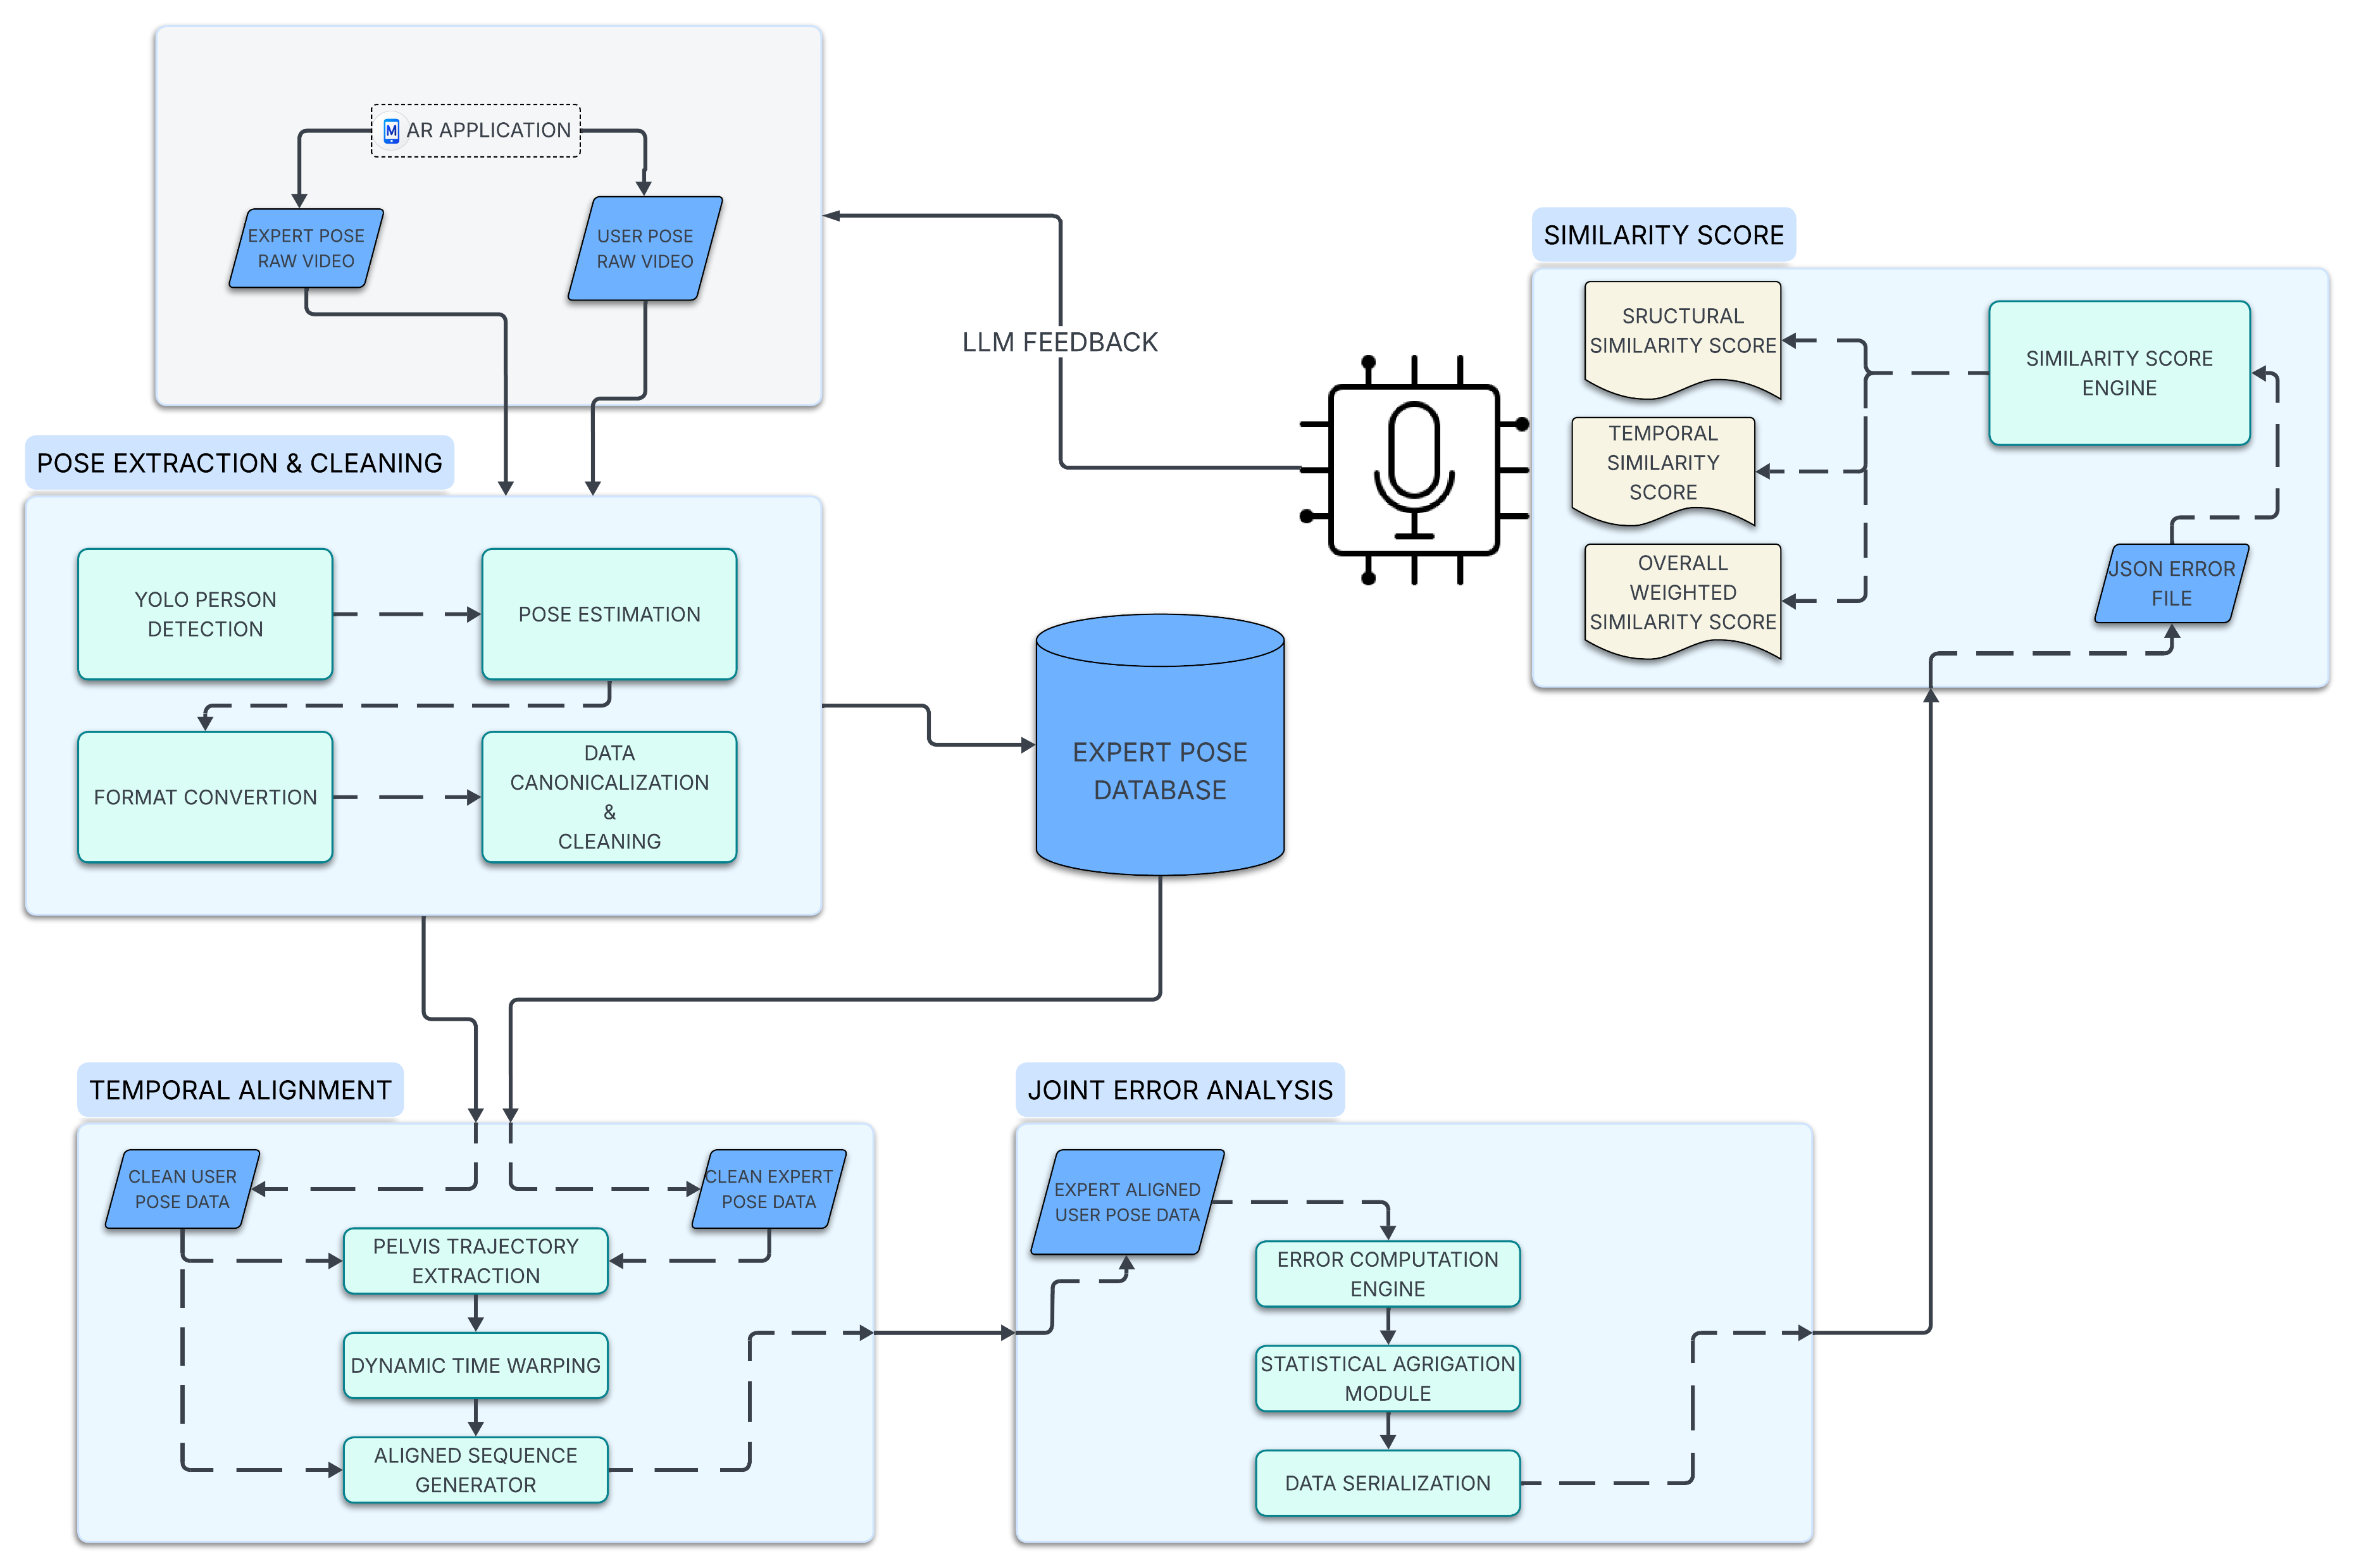 M
AR APPLICATION
EXPERT POSE
RAW VIDEO
USER POSE
RAW VIDEO
LLM FEEDBACK
POSE EXTRACTION & CLEANING
YOLO PERSON
DETECTION
POSE ESTIMATION
FORMAT CONVERTION
DATA
CANONICALIZATION
&
CLEANING
EXPERT POSE
DATABASE
SIMILARITY SCORE
SRUCTURAL
SIMILARITY SCORE
TEMPORAL
SIMILARITY
SCORE
OVERALL
WEIGHTED
SIMILARITY SCORE
SIMILARITY SCORE
ENGINE
JSON ERROR
FILE
TEMPORAL ALIGNMENT
CLEAN USER
POSE DATA
CLEAN EXPERT
POSE DATA
PELVIS TRAJECTORY
EXTRACTION
DYNAMIC TIME WARPING
ALIGNED SEQUENCE
GENERATOR
JOINT ERROR ANALYSIS
EXPERT ALIGNED
USER POSE DATA
ERROR COMPUTATION
ENGINE
STATISTICAL AGRIGATION
MODULE
DATA SERIALIZATION